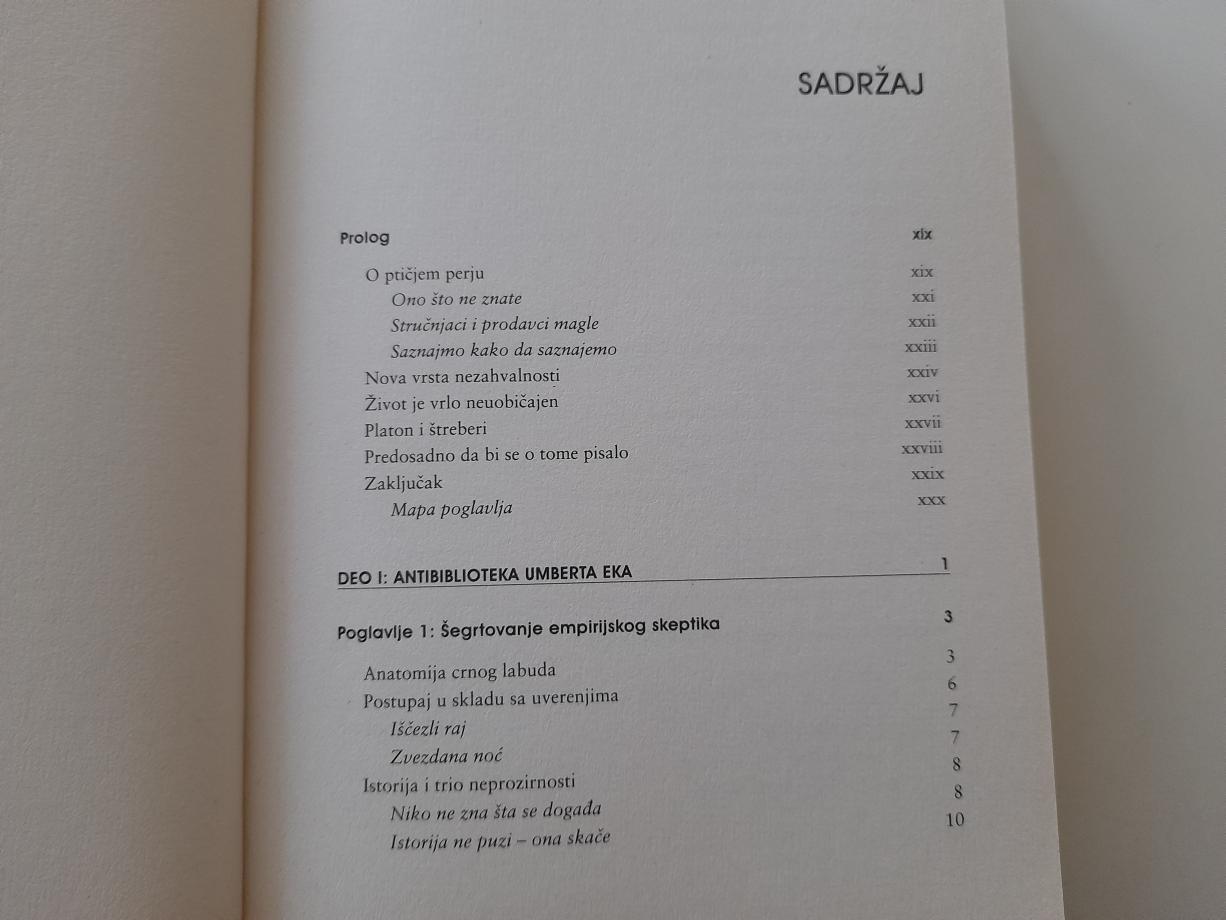 SADRŽAJ
Prolog xix
O ptičjem perju xix
Ono što ne znate xxi
Stručnjaci i prodavci magle xxii
Saznajmo kako da saznajemo xxiii
Nova vrsta nezahvalnosti xxiv
Život je vrlo neuobičajen xxvi
Platon i štreberi xxvii
Predosadno da bi se o tome pisalo xxviii
Zaključak xxix
Mapa poglavlja xxx
DEO I: ANTIBIBLIOTEKA UMBERTA EKA 1
Poglavlje 1: Šegrtovanje empirijskog skeptika 3
Anatomija crnog labuda 3
Postupaj u skladu sa uverenjima 6
Iščezli raj 7
Zvezdana noć 7
Istorija i trio neprozirnosti 8
Niko ne zna šta se događa 8
Istorija ne puzi – ona skače 10